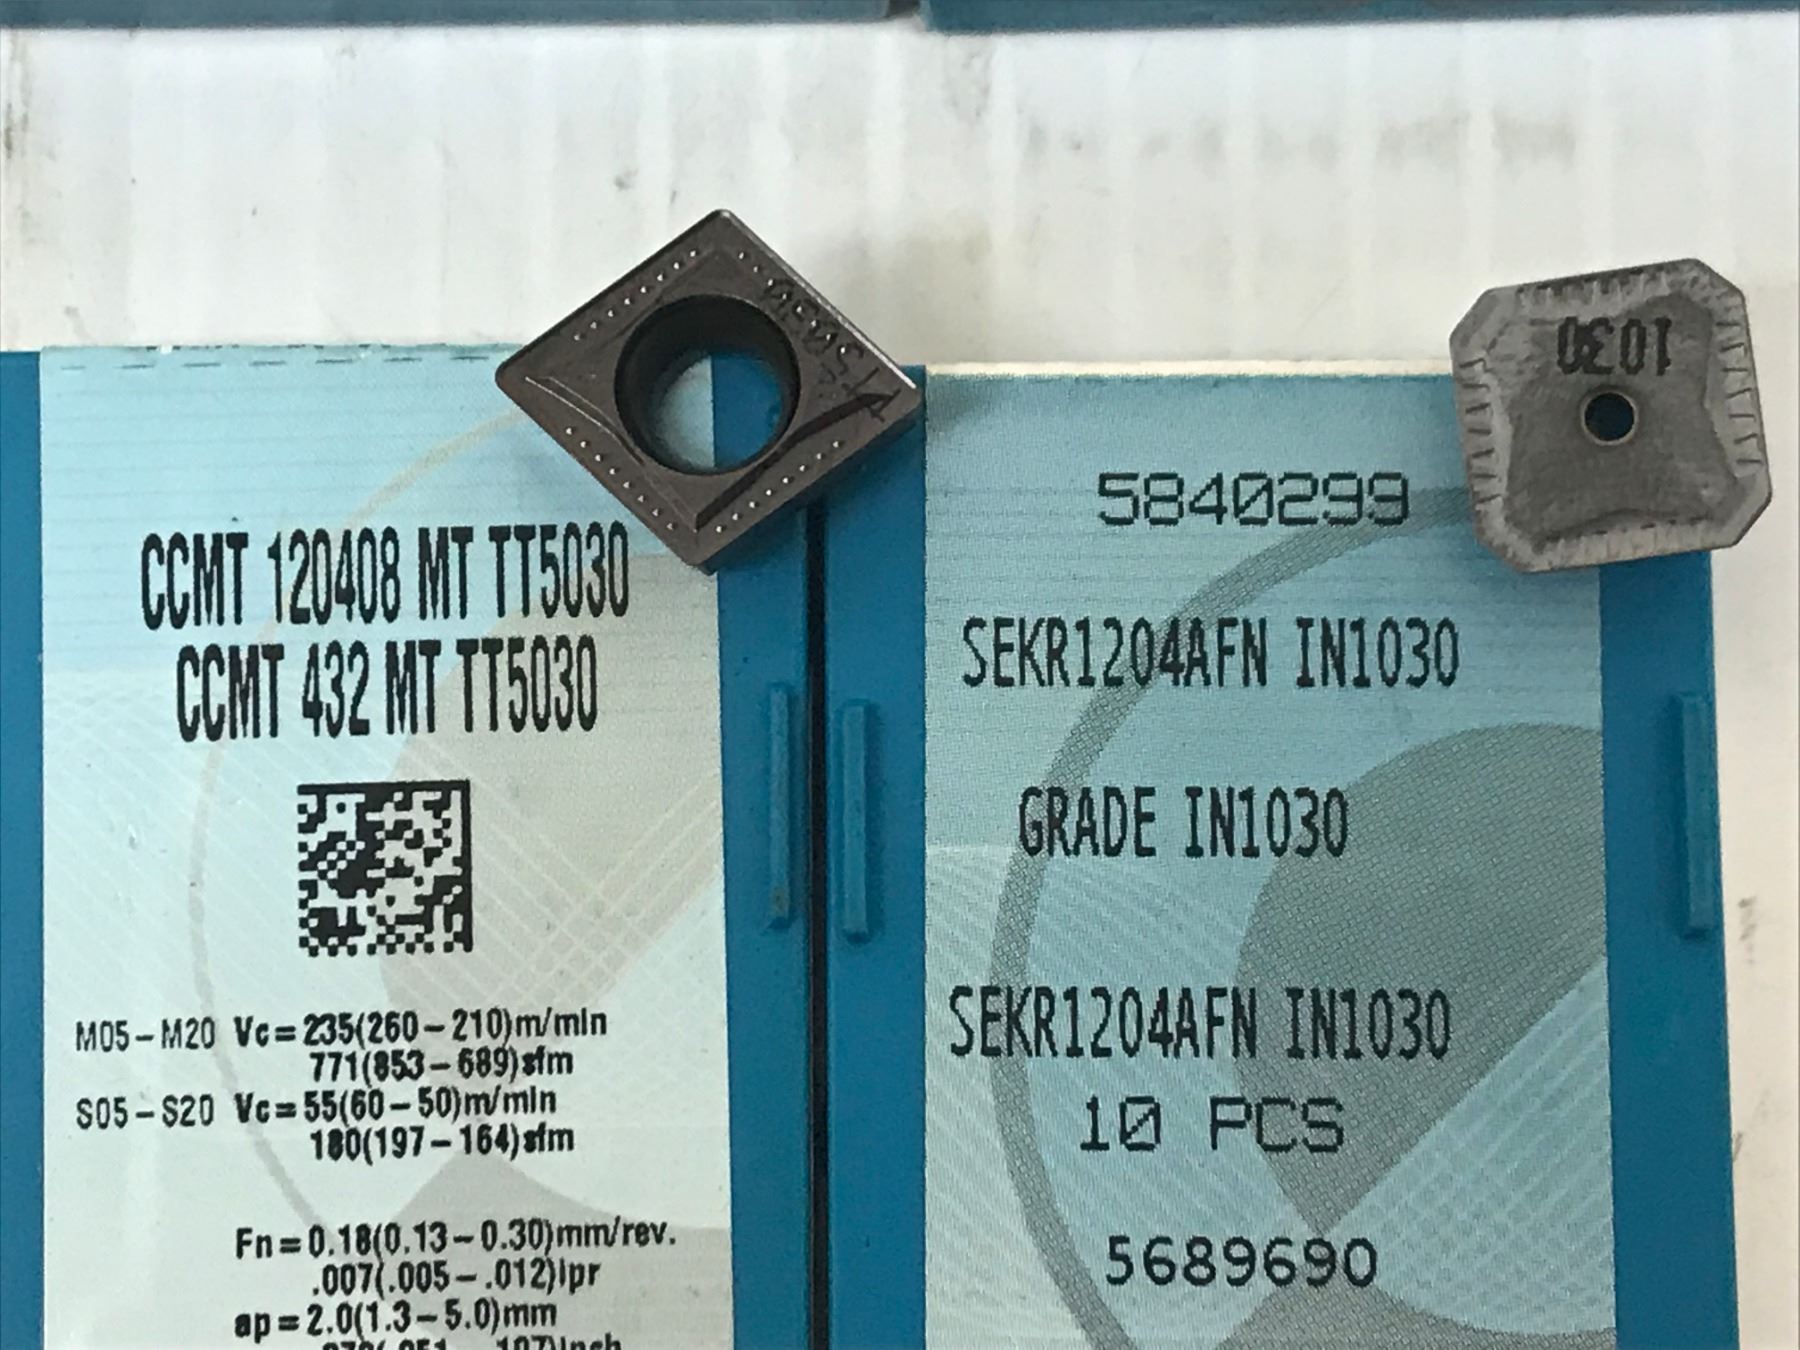 TT5030
1030
CCMT 120408 MT TT5030
CCMT 432 MT TT5030
M05-M20 Vc=235(260-210)m/min
771(853-689)sfm
S05-S20 Vc=55(60-50)m/min
180(197-164)sfm
Fn=0.18(0.13-0.30)mm/rev.
.007(.005-.012)ipr
ap=2.0(1.3-5.0)mm
5840299
SEKR1204AFN IN1030
GRADE IN1030
SEKR1204AFN IN1030
10 PCS
5689690